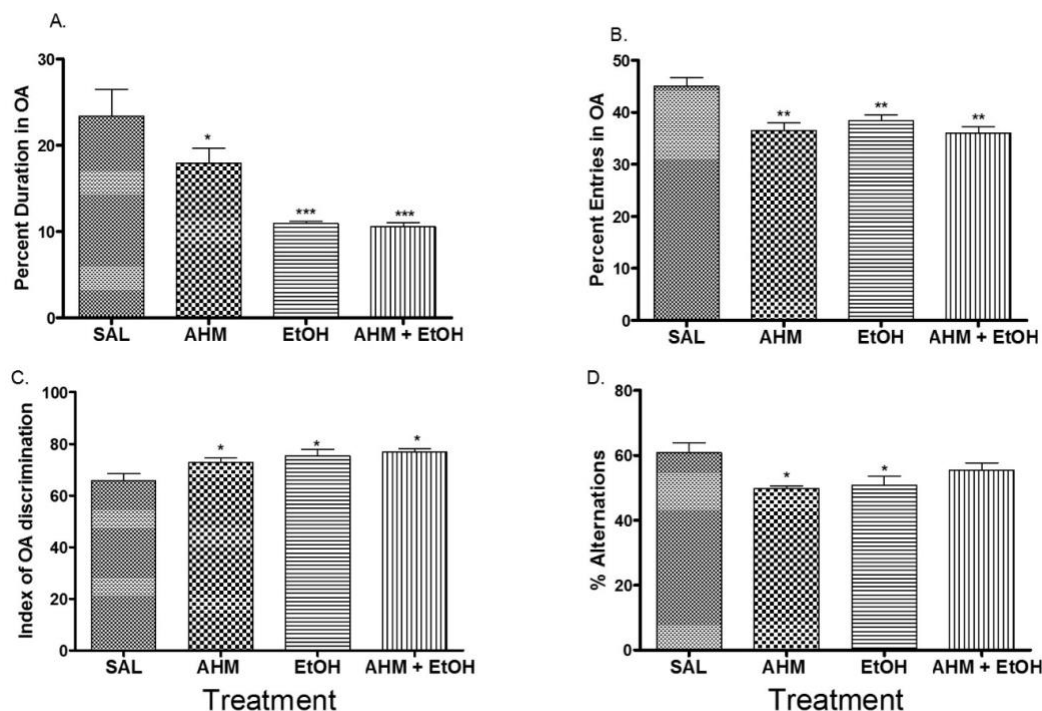 A.
Percent Duration in OA
30
20
10
0
*
***
***
SAL AHM EtOH AHM + EtOH
B.
Percent Entries in OA
50
40
30
20
10
0
**
**
**
SAL AHM EtOH AHM + EtOH
C.
Index of OA discrimination
100
80
60
40
20
0
*
*
*
SAL AHM EtOH AHM + EtOH
Treatment
D.
% Alternations
80
60
40
20
0
*
*
SAL AHM EtOH AHM + EtOH
Treatment